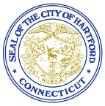 SEAL OF THE CITY OF HARTFORD
CONNECTICUT